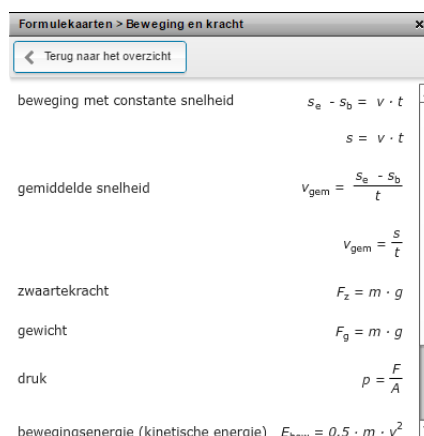 Formulekaarten > Beweging en kracht ×
Terug naar het overzicht
beweging met constante snelheid s_e - s_b = v · t
s = v · t
gemiddelde snelheid v_gem = (s_e - s_b) / t
v_gem = s / t
zwaartekracht F_z = m · g
gewicht F_g = m · g
druk p = F / A
bewegingsenergie (kinetische energie) E_bew = 0,5 · m · v²